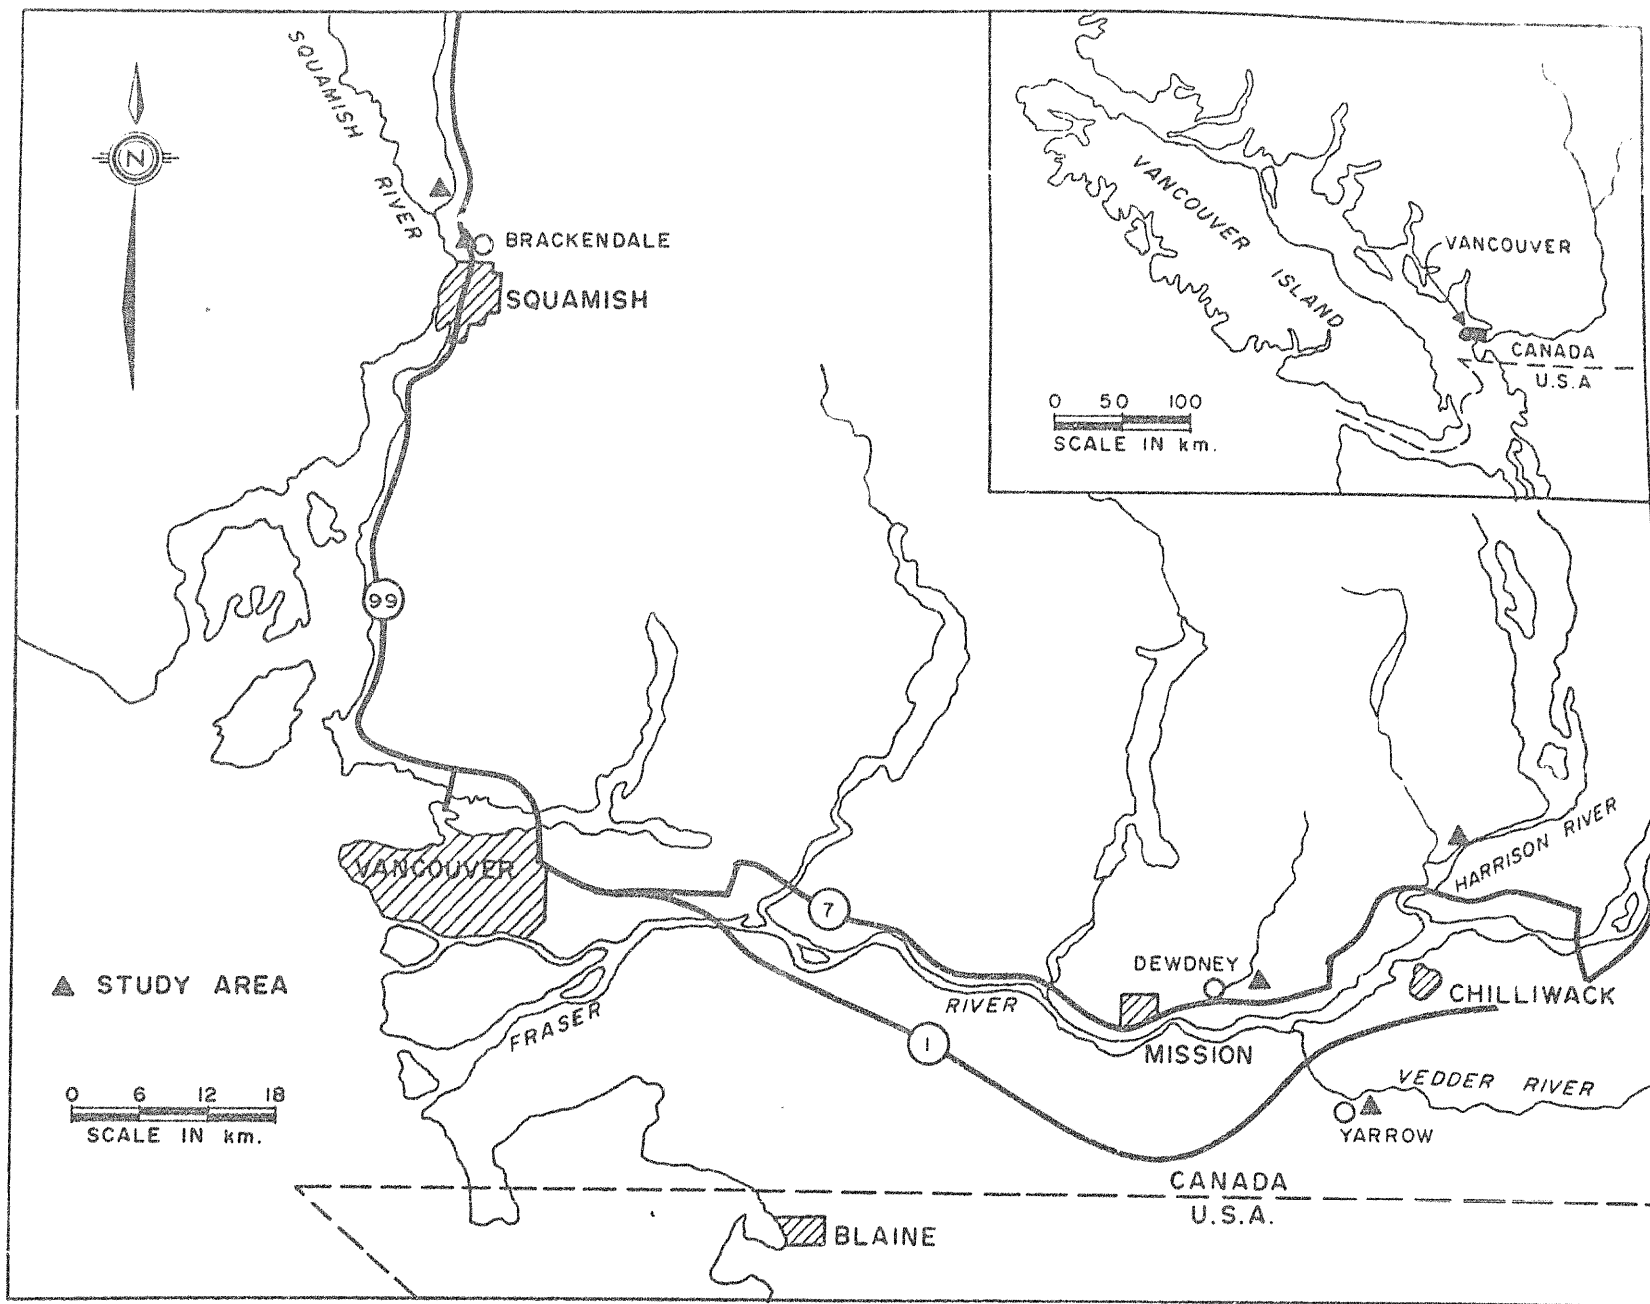 SQUAMISH RIVER
N
BRACKENDALE
SQUAMISH
99
VANCOUVER
7
1
STUDY AREA
FRASER RIVER
0 6 12 18
SCALE IN km.
DEWDNEY
MISSION
HARRISON RIVER
CHILLIWACK
VEDDER RIVER
YARROW
CANADA
U.S.A.
BLAINE
VANCOUVER ISLAND
VANCOUVER
CANADA
U.S.A
0 50 100
SCALE IN km.